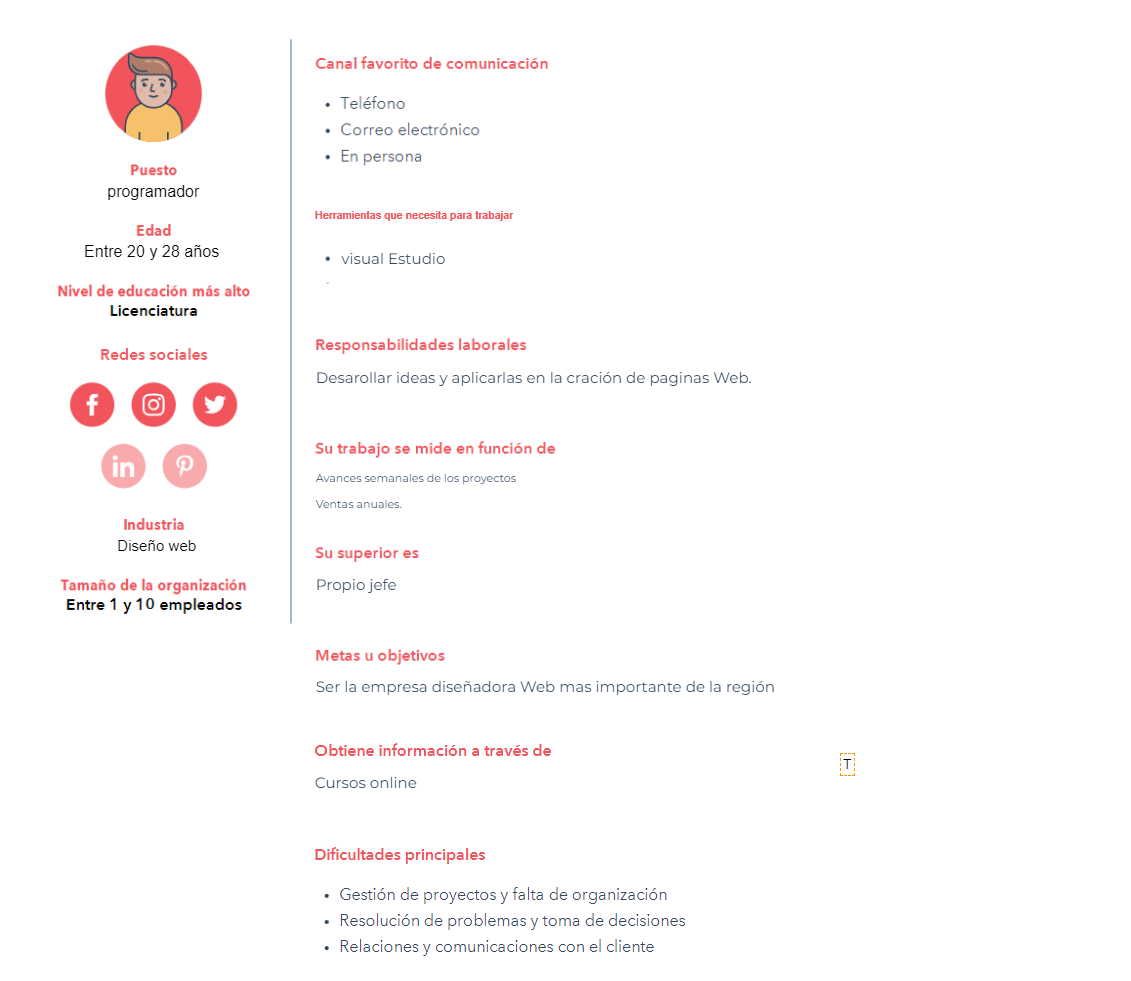 Puesto
programador
Edad
Entre 20 y 28 años
Nivel de educación más alto
Licenciatura
Redes sociales
f
in
Industria
Diseño web
Tamaño de la organización
Entre 1 y 10 empleados
Canal favorito de comunicación
• Teléfono
• Correo electrónico
• En persona
Herramientas que necesita para trabajar
• visual Estudio
Responsabilidades laborales
Desarollar ideas y aplicarlas en la cración de paginas Web.
Su trabajo se mide en función de
Avances semanales de los proyectos
Ventas anuales.
Su superior es
Propio jefe
Metas u objetivos
Ser la empresa diseñadora Web mas importante de la región
Obtiene información a través de
T
Cursos online
Dificultades principales
• Gestión de proyectos y falta de organización
• Resolución de problemas y toma de decisiones
• Relaciones y comunicaciones con el cliente